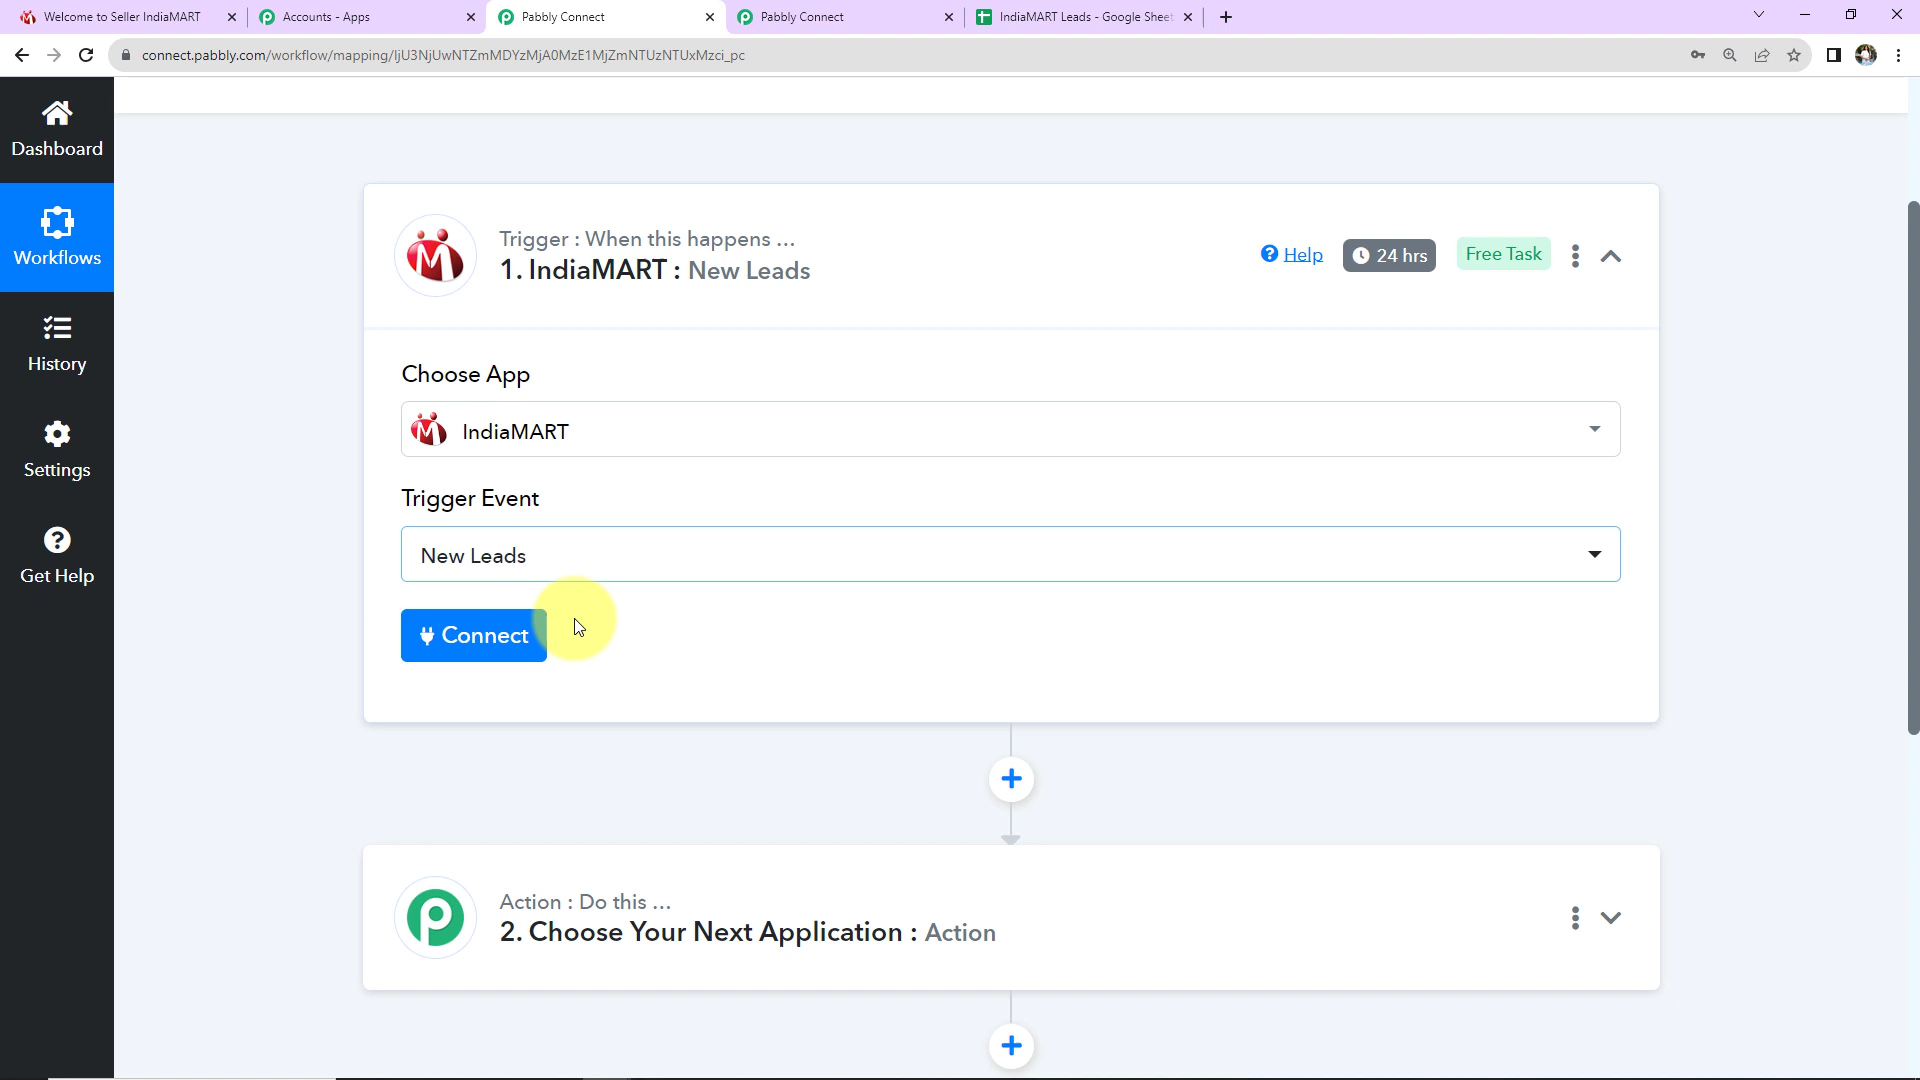 Welcome to Seller IndiaMART
Accounts - Apps
Pabbly Connect
Pabbly Connect
IndiaMART Leads - Google Sheet
connect.pabbly.com/workflow/mapping/IjU3NjUwNTZmMDYzMjA0MzE1MjZmNTUzNTUxMzci_pc
Dashboard
Workflows
History
Settings
Get Help
Trigger : When this happens ...
1. IndiaMART : New Leads
Help
24 hrs
Free Task
Choose App
IndiaMART
Trigger Event
New Leads
Connect
Action : Do this ...
2. Choose Your Next Application : Action